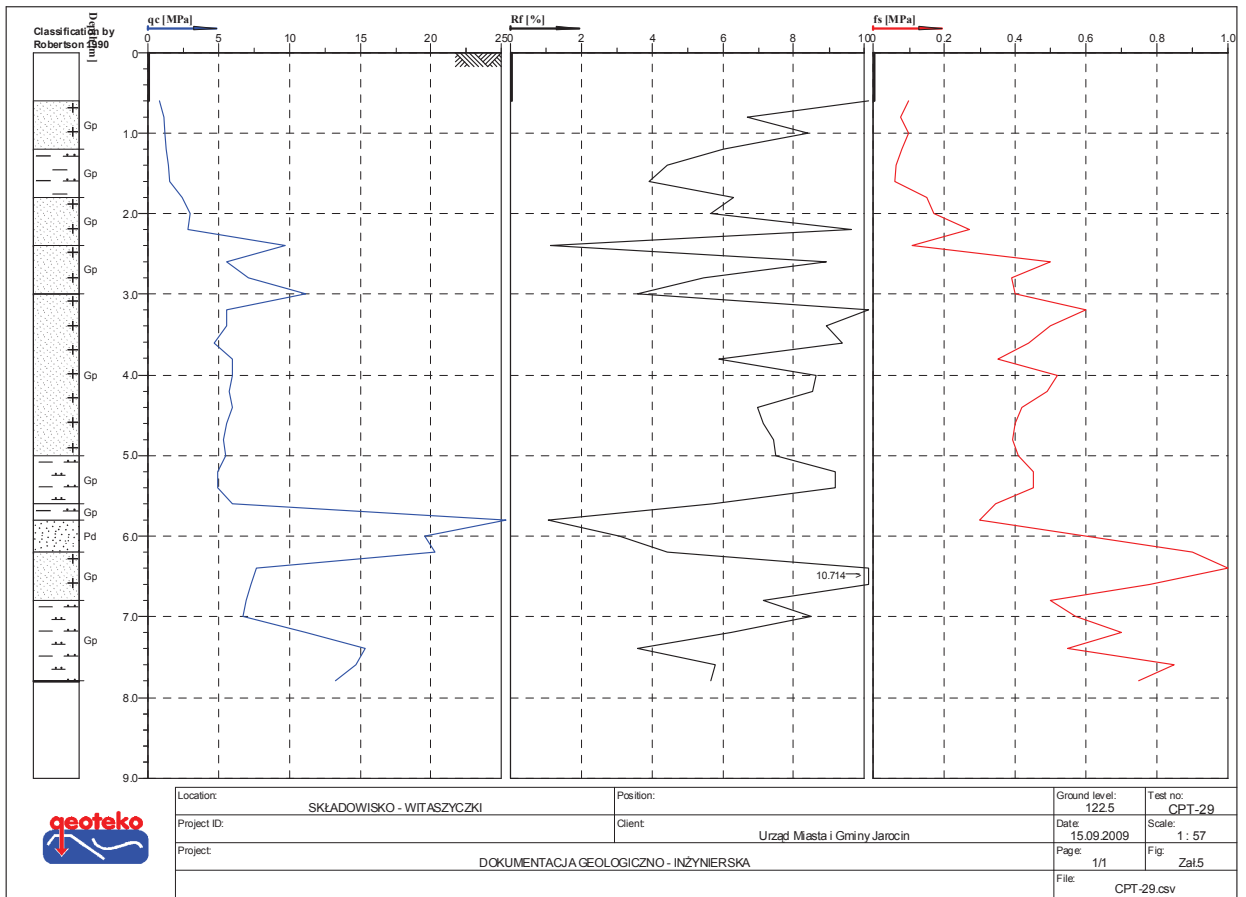 Classification by
Robertson 1990
Depth [m]
qc [MPa]
Rf [%]
fs [MPa]
0 5 10 15 20 25
0 2 4 6 8 10
0.0 0.2 0.4 0.6 0.8 1.0
0
1.0
2.0
3.0
4.0
5.0
6.0
7.0
8.0
9.0
Gp
Gp
Gp
Gp
Gp
Gp
Gp
Pd
Gp
Gp
10.714
geoteko
Location:
SKŁADOWISKO - WITASZYCZKI
Position:
Ground level:
122.5
Test no:
CPT-29
Project ID:
Client:
Urząd Miasta i Gminy Jarocin
Date:
15.09.2009
Scale:
1 : 57
Project:
DOKUMENTACJA GEOLOGICZNO - INŻYNIERSKA
Page:
1/1
Fig:
Zał.5
File:
CPT-29.csv